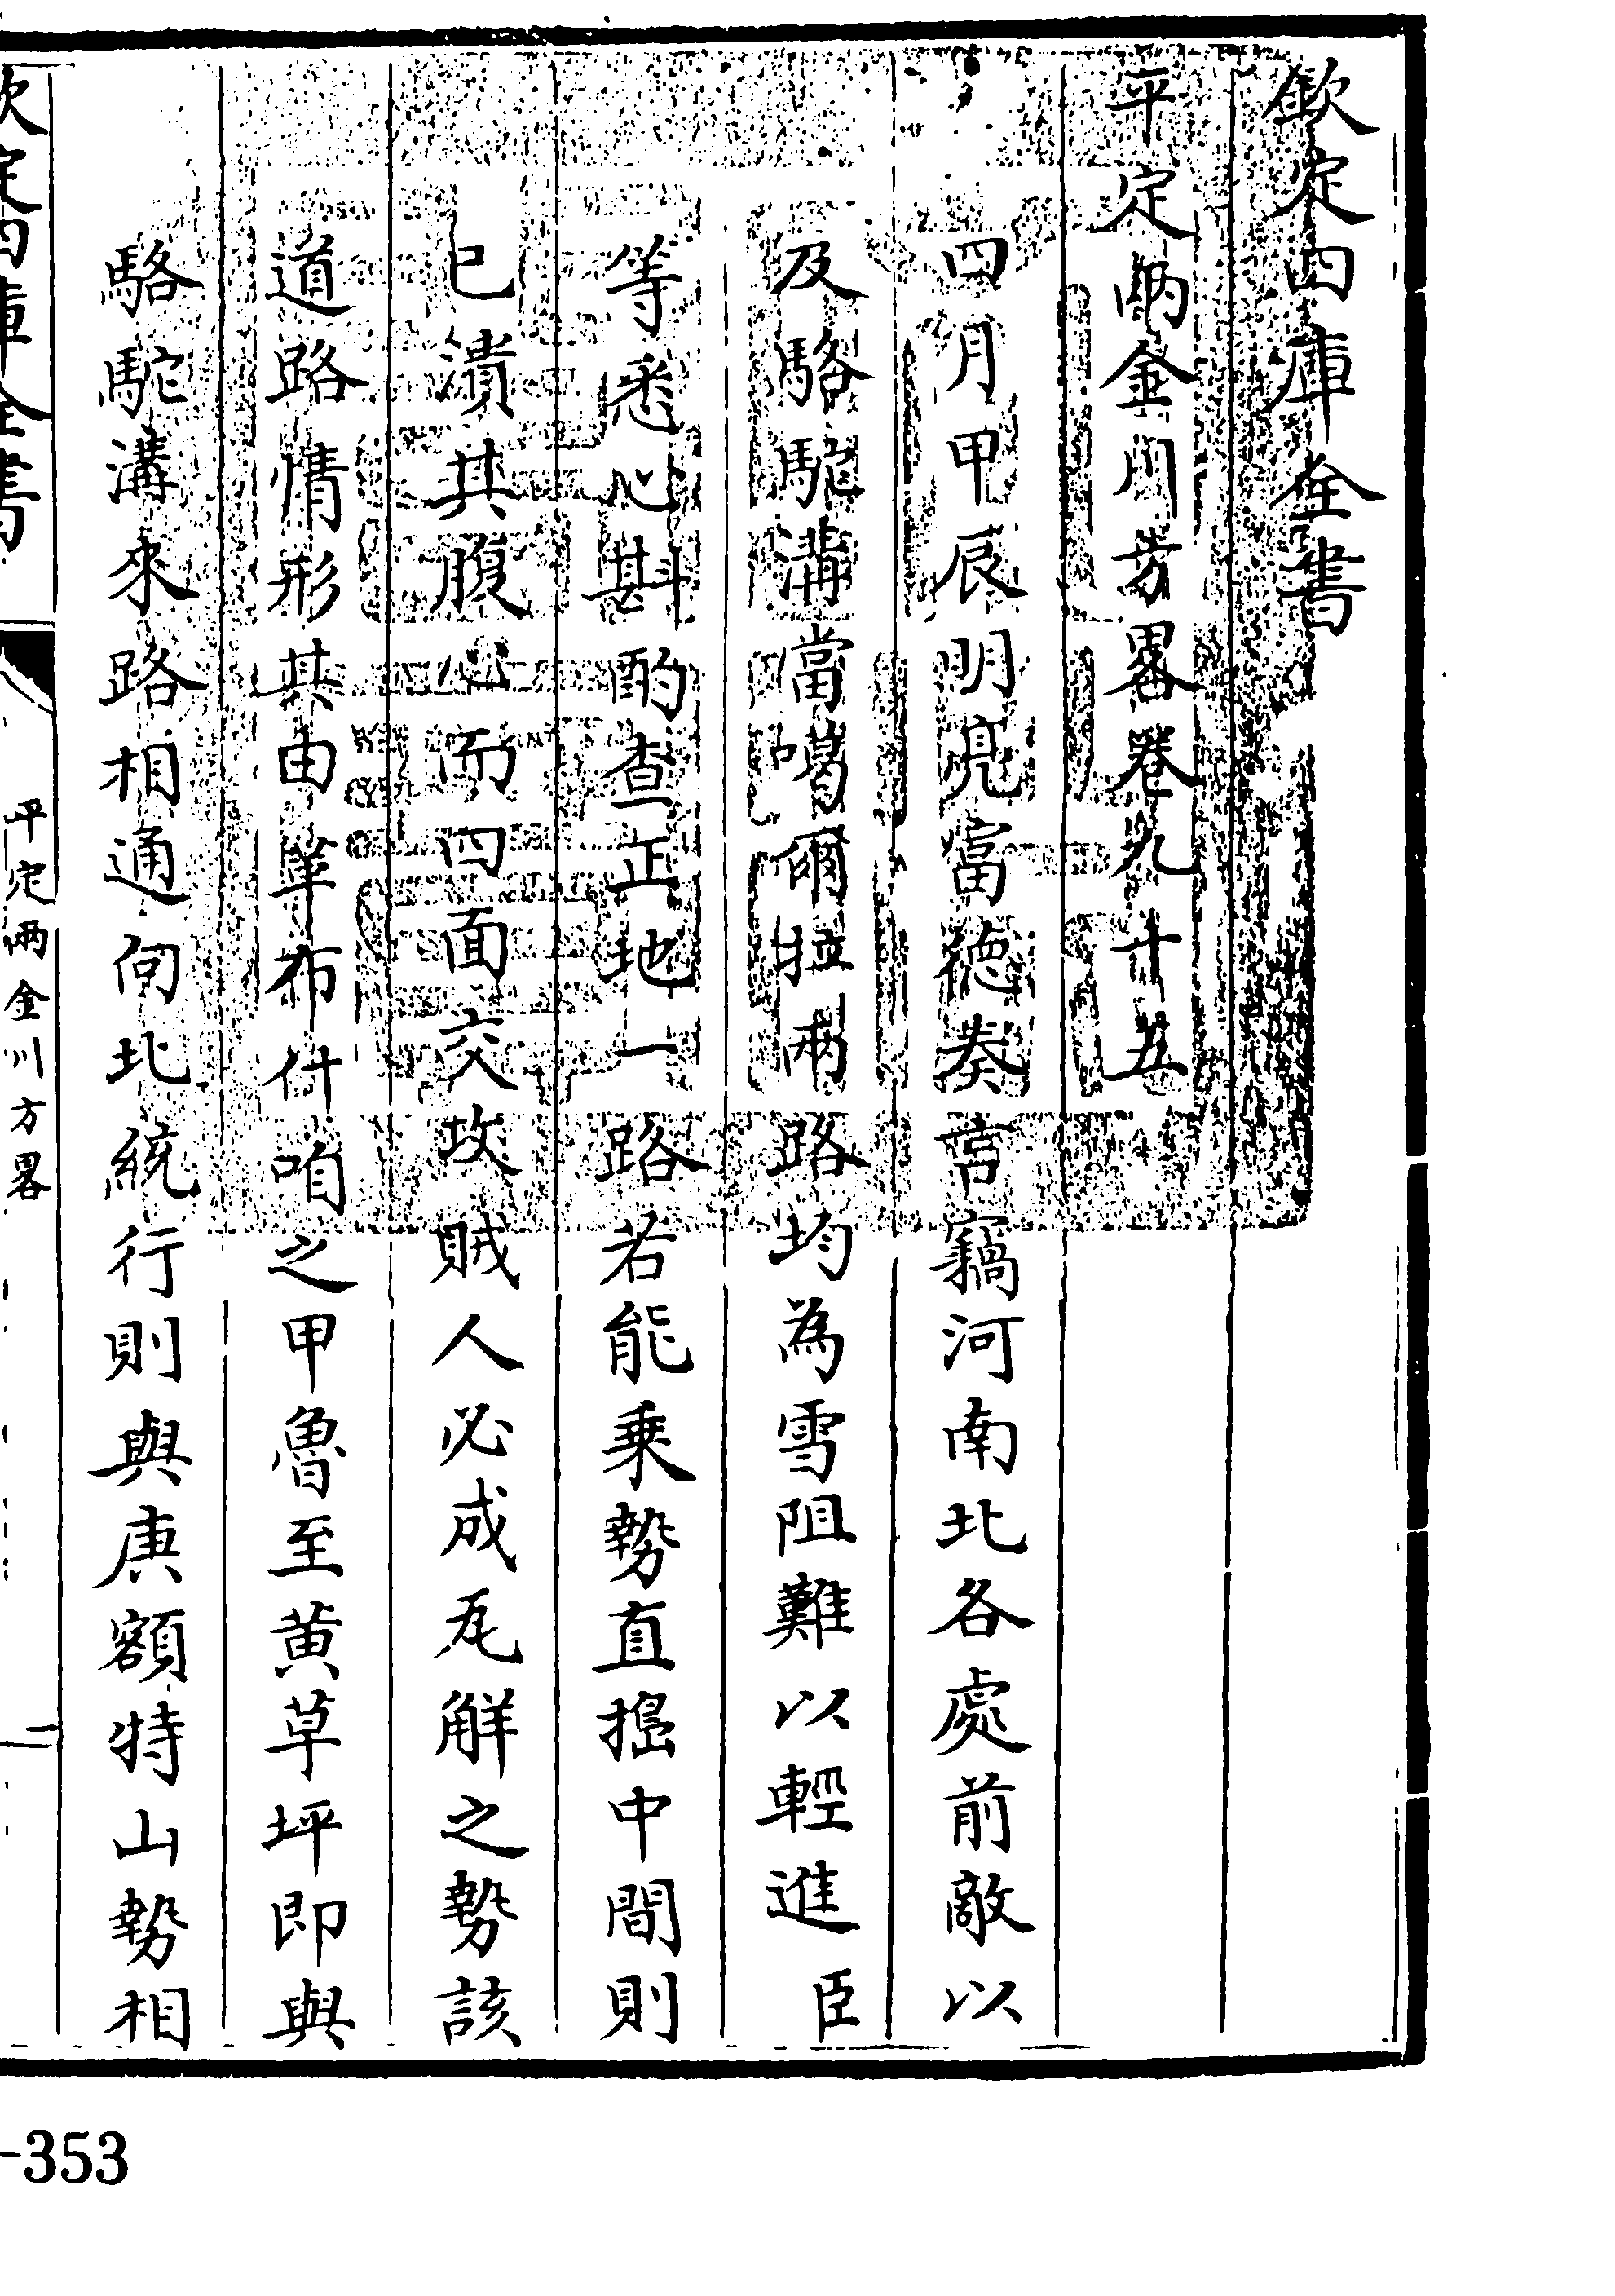 欽定四庫全書
平定兩金川方畧卷九十五
四月甲辰明亮富德奏言竊河南北各處前敵以
及駱駝溝當噶爾拉兩路均為雪阻難以輕進臣
等悉心斟酌查正地一路若能乘勢直搗中間則
已潰其腹心而四面交攻賊人必成瓦解之勢該
道路情形其由革布什咱之甲魯至黄草坪即與
駱駝溝來路相通向北統行則與庚額特山勢相
欽定四庫全書
平定兩金川方畧
一
-353